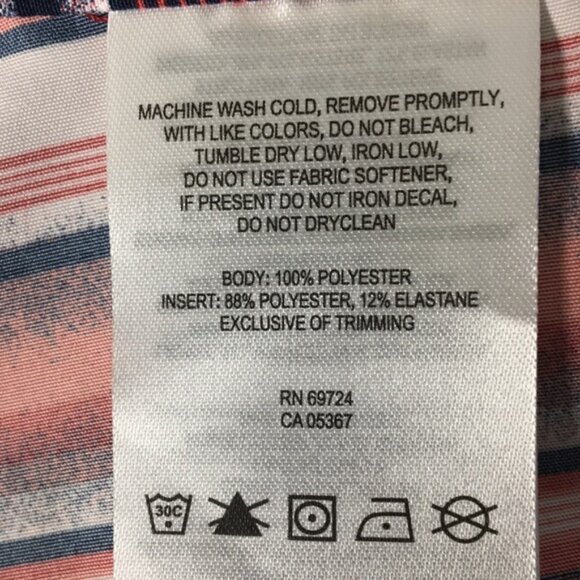 MACHINE WASH COLD, REMOVE PROMPTLY,
WITH LIKE COLORS, DO NOT BLEACH,
TUMBLE DRY LOW, IRON LOW,
DO NOT USE FABRIC SOFTENER,
IF PRESENT DO NOT IRON DECAL,
DO NOT DRYCLEAN
BODY: 100% POLYESTER
INSERT: 88% POLYESTER, 12% ELASTANE
EXCLUSIVE OF TRIMMING
RN 69724
CA 05367
30C